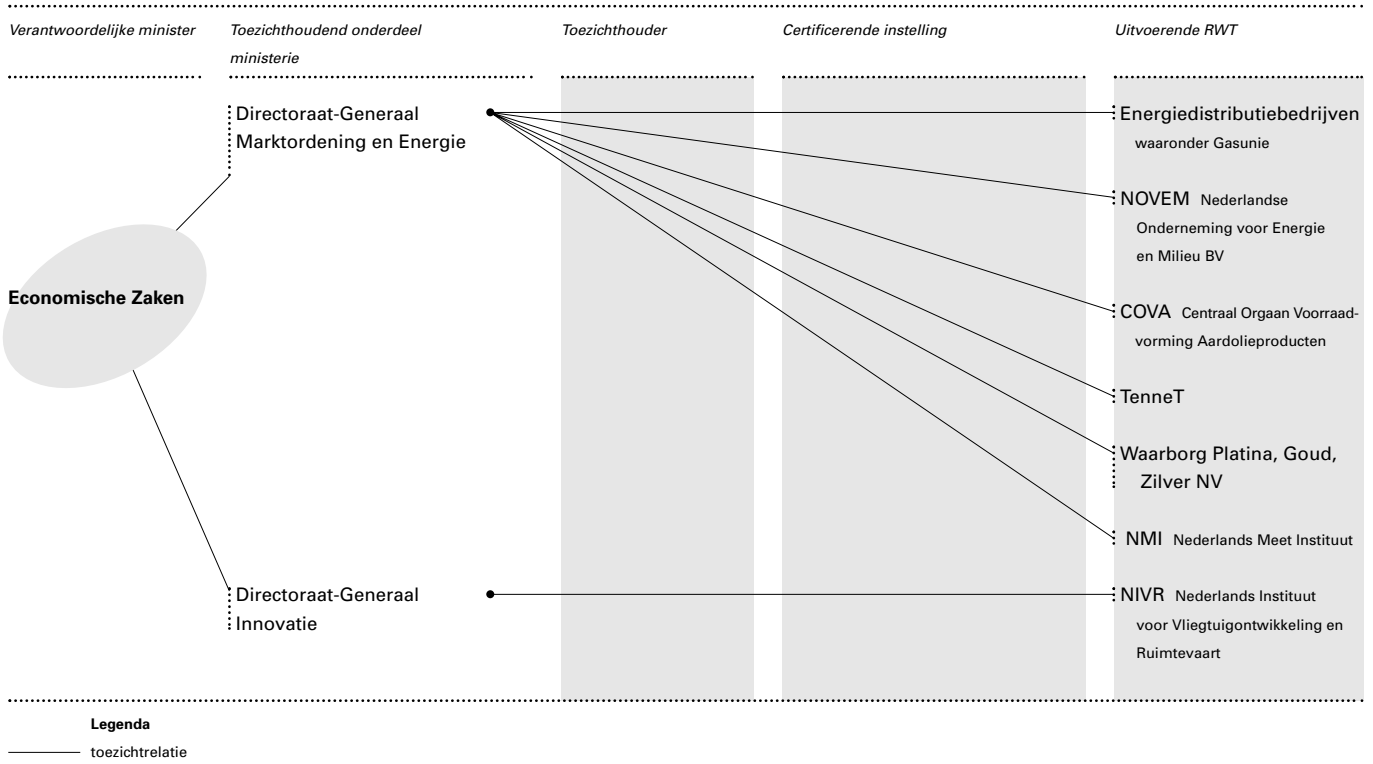 Verantwoordelijke minister
Toezichthoudend onderdeel
ministerie
Toezichthouder
Certificerende instelling
Uitvoerende RWT
Economische Zaken
Directoraat-Generaal
Marktordening en Energie
Directoraat-Generaal
Innovatie
Energiedistributiebedrijven
waaronder Gasunie
NOVEM Nederlandse
Onderneming voor Energie
en Milieu BV
COVA Centraal Orgaan Voorraad-
vorming Aardolieproducten
TenneT
Waarborg Platina, Goud,
Zilver NV
NMI Nederlands Meet Instituut
NIVR Nederlands Instituut
voor Vliegtuigontwikkeling en
Ruimtevaart
Legenda
toezichtrelatie